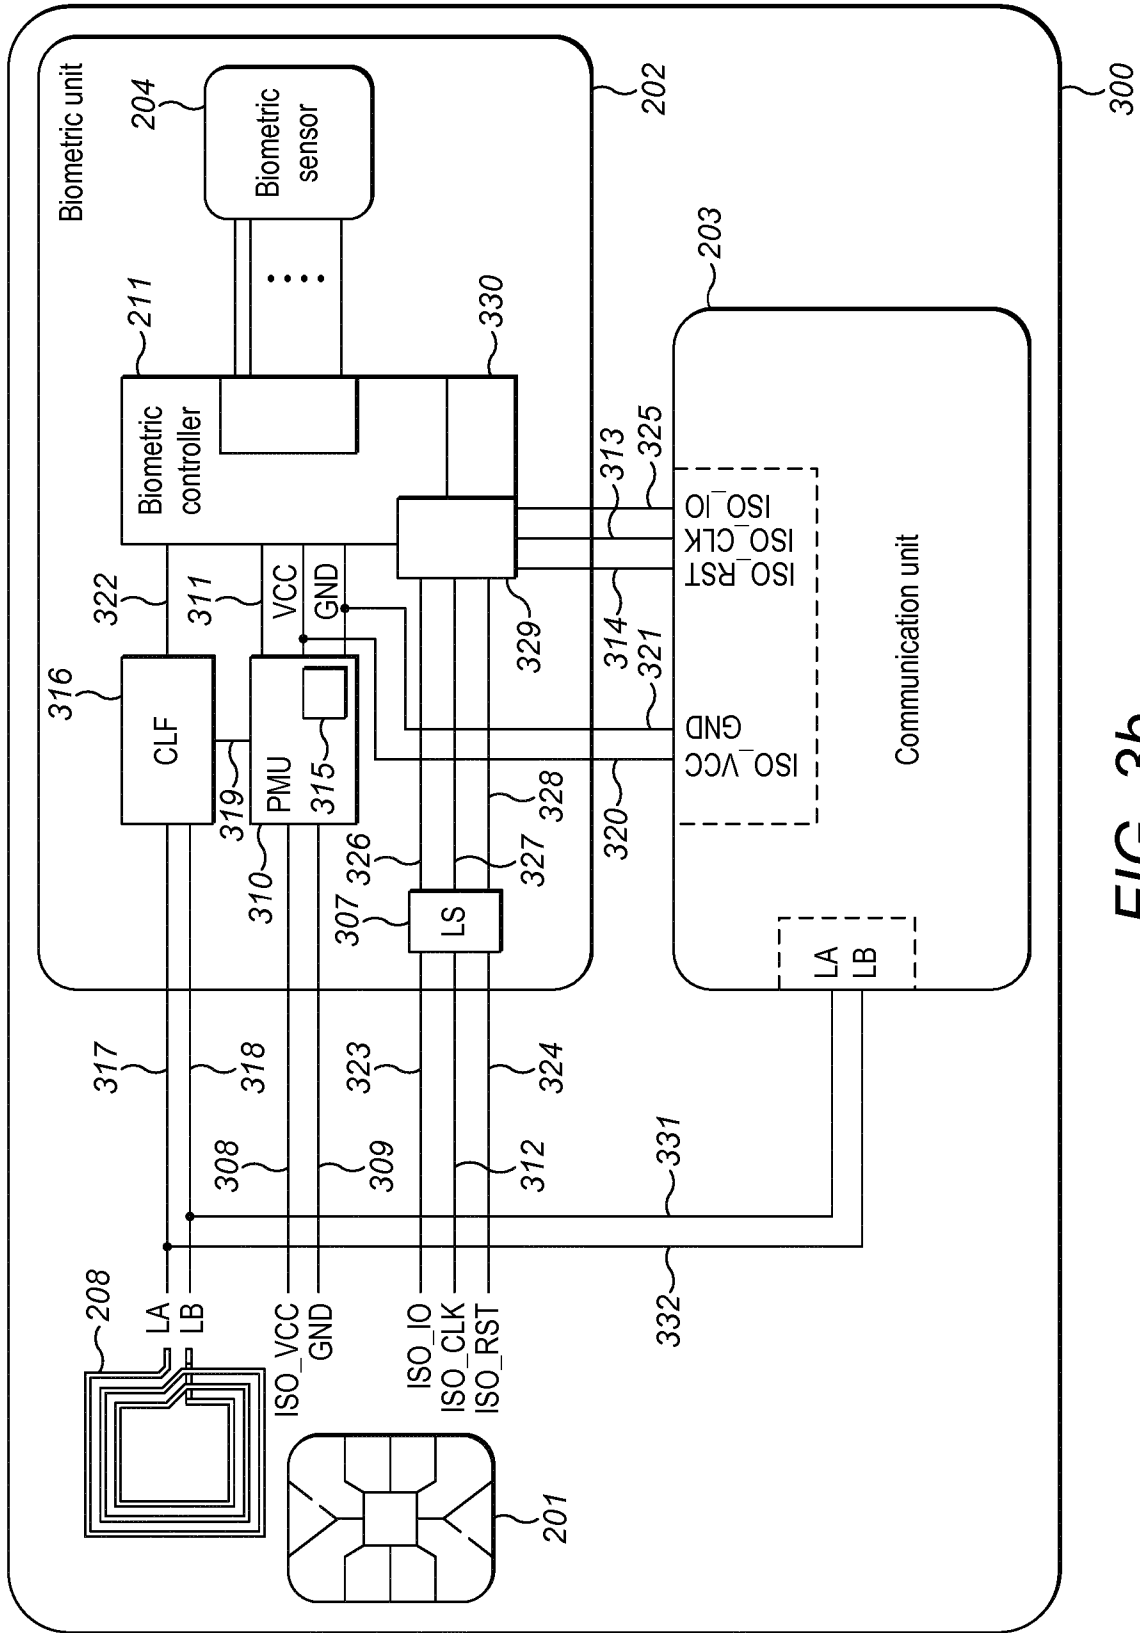 Biometric unit
204
Biometric
sensor
202
300
211
Biometric
controller
330
203
322
311
VCC
GND
329
314
321
313
325
316
CLF
319
PMU
315
310
326
307
LS
327
328
320
ISO_IO
ISO_CLK
ISO_RST
GND
ISO_VCC
Communication unit
LA
LB
317
318
323
324
308
309
312
331
332
208
LA
LB
ISO_VCC
GND
ISO_IO
ISO_CLK
ISO_RST
201
FIG. 3b